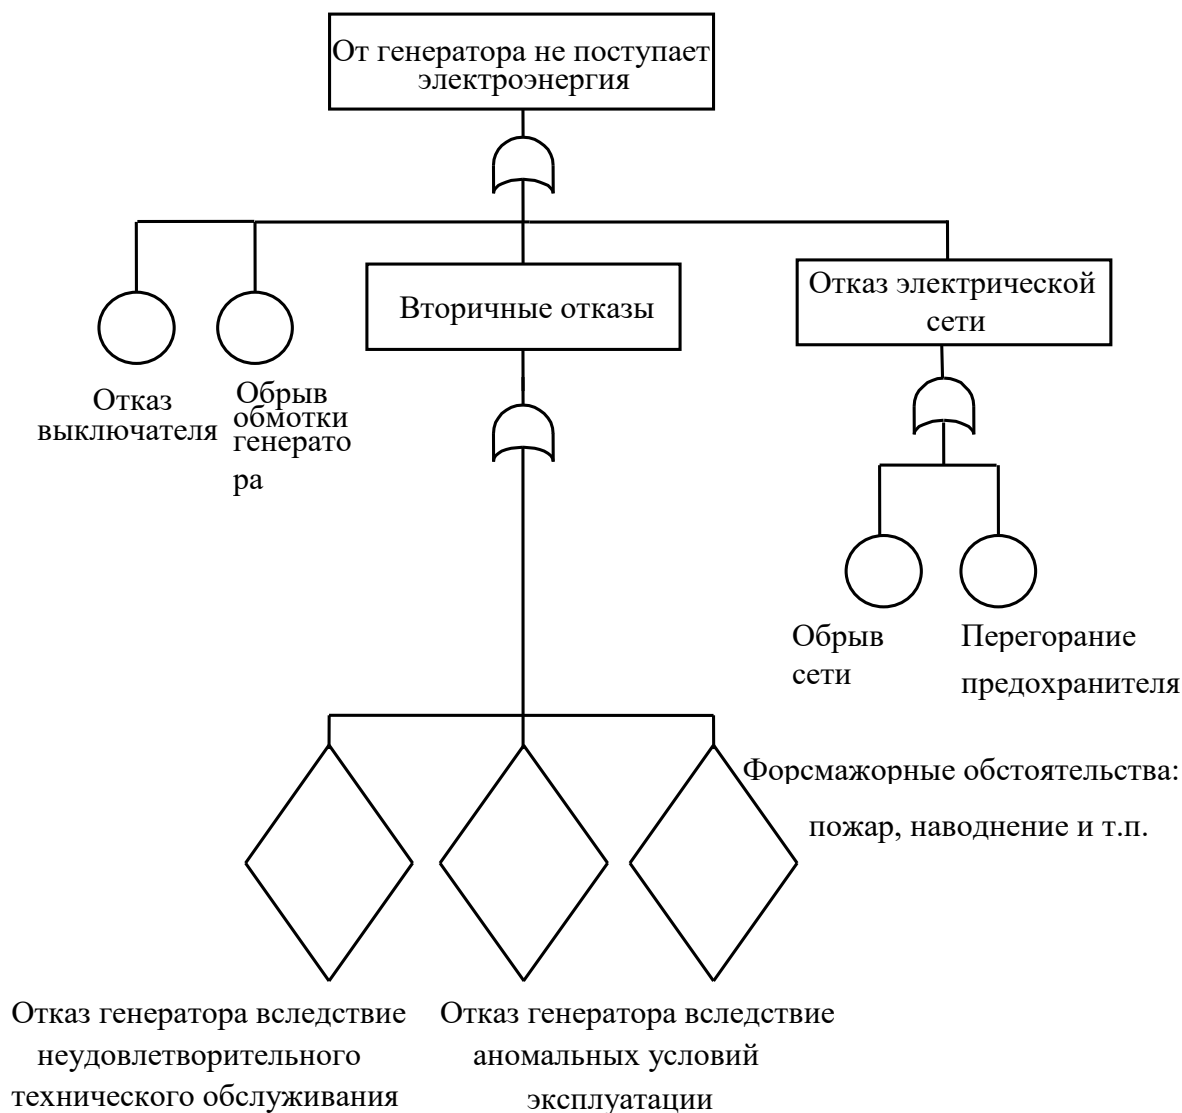 От генератора не поступает
электроэнергия
Вторичные отказы
Отказ электрической
сети
Отказ
выключателя
Обрыв
обмотки
генерато
ра
Обрыв
сети
Перегорание
предохранителя
Форсмажорные обстоятельства:
пожар, наводнение и т.п.
Отказ генератора вследствие
неудовлетворительного
технического обслуживания
Отказ генератора вследствие
аномальных условий
эксплуатации